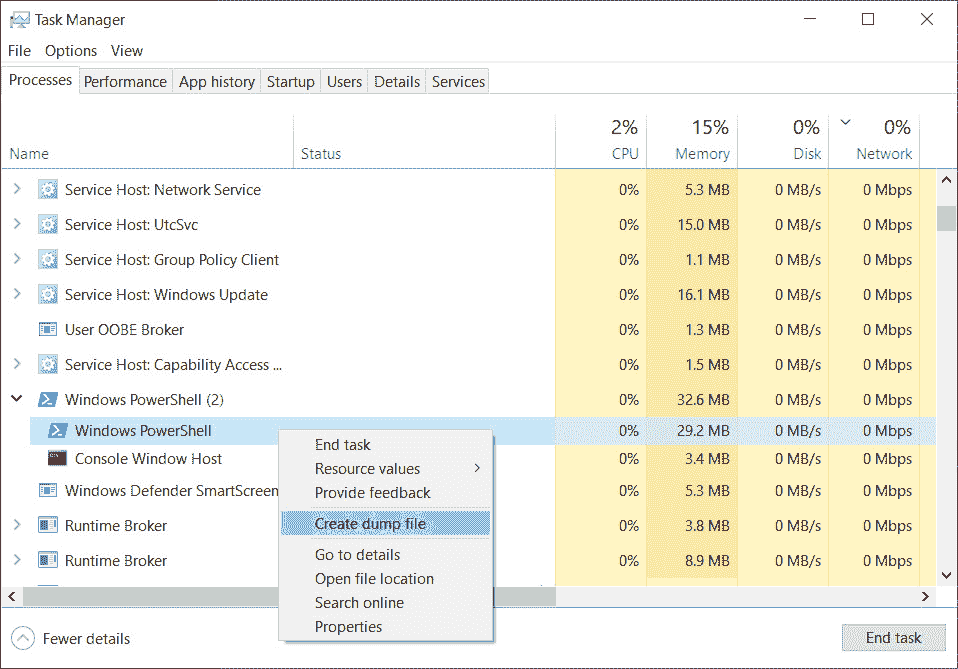 Task Manager
File Options View
Processes Performance App history Startup Users Details Services
2% 15% 0% 0%
Name Status CPU Memory Disk Network
Service Host: Network Service 0% 5.3 MB 0 MB/s 0 Mbps
Service Host: UtcSvc 0% 15.0 MB 0 MB/s 0 Mbps
Service Host: Group Policy Client 0% 1.1 MB 0 MB/s 0 Mbps
Service Host: Windows Update 0% 16.1 MB 0 MB/s 0 Mbps
User OOBE Broker 0% 1.3 MB 0 MB/s 0 Mbps
Service Host: Capability Access ... 0% 1.5 MB 0 MB/s 0 Mbps
Windows PowerShell (2) 0% 32.6 MB 0 MB/s 0 Mbps
Windows PowerShell 0% 29.2 MB 0 MB/s 0 Mbps
Console Window Host 0% 3.4 MB 0 MB/s 0 Mbps
Windows Defender SmartScreen 0% 5.3 MB 0 MB/s 0 Mbps
Runtime Broker 0% 3.8 MB 0 MB/s 0 Mbps
Runtime Broker 0% 8.9 MB 0 MB/s 0 Mbps
End task
Resource values
Provide feedback
Create dump file
Go to details
Open file location
Search online
Properties
Fewer details End task